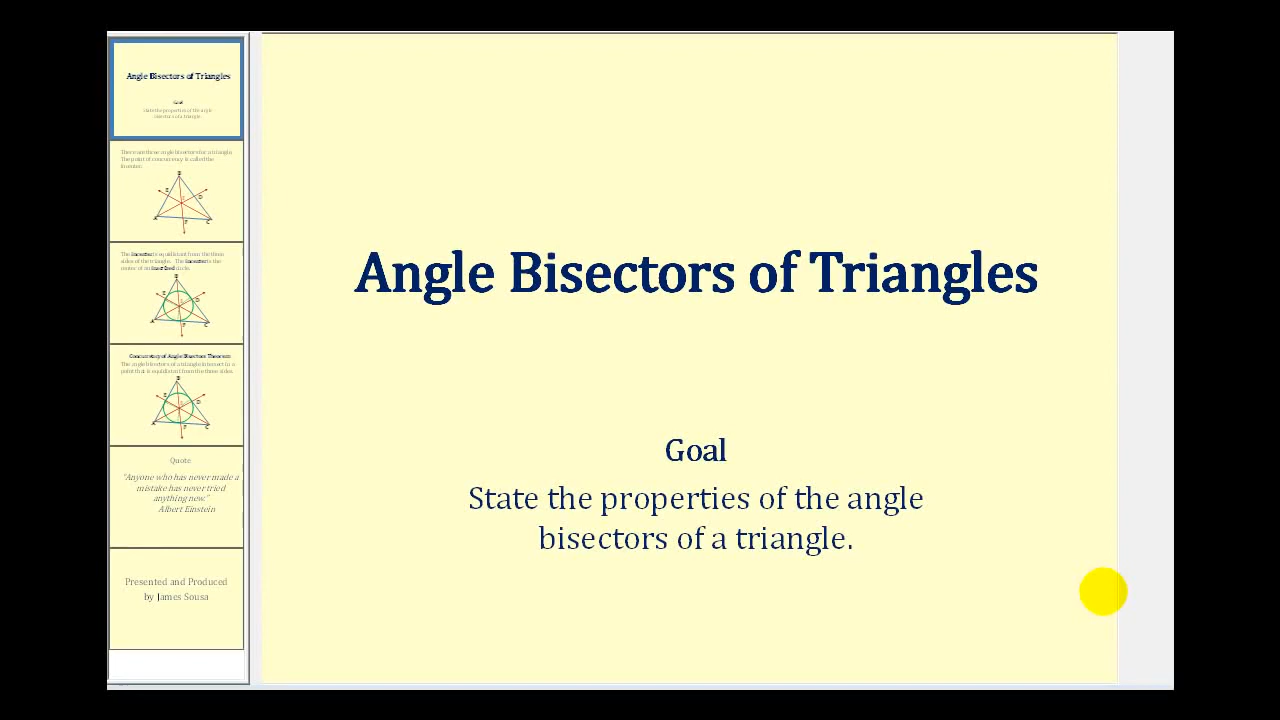 Angle Bisectors of Triangles
Goal
State the properties of the angle
bisectors of a triangle.
Angle Bisectors of Triangles
Goal
State the properties of the angle
bisectors of a triangle.
There are three angle bisectors for a triangle.
The point of concurrency is called the
incenter.
B
E
D
A
F
C
The incenter is equidistant from the three
sides of the triangle. The incenter is the
center of an inscribed circle.
B
E
D
A
F
C
Concurrency of Angle Bisectors Theorem
The angle bisectors of a triangle intersect in a
point that is equidistant from the three sides.
B
E
D
A
F
C
Quote
"Anyone who has never made a
mistake has never tried
anything new."
Albert Einstein
Presented and Produced
by James Sousa